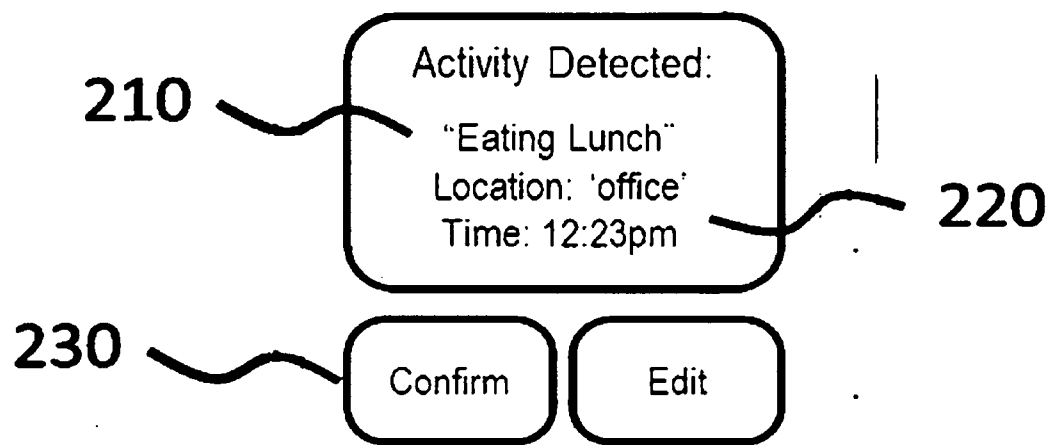 Activity Detected:
210
"Eating Lunch"
Location: 'office'
220
Time: 12:23pm
230
Confirm
Edit